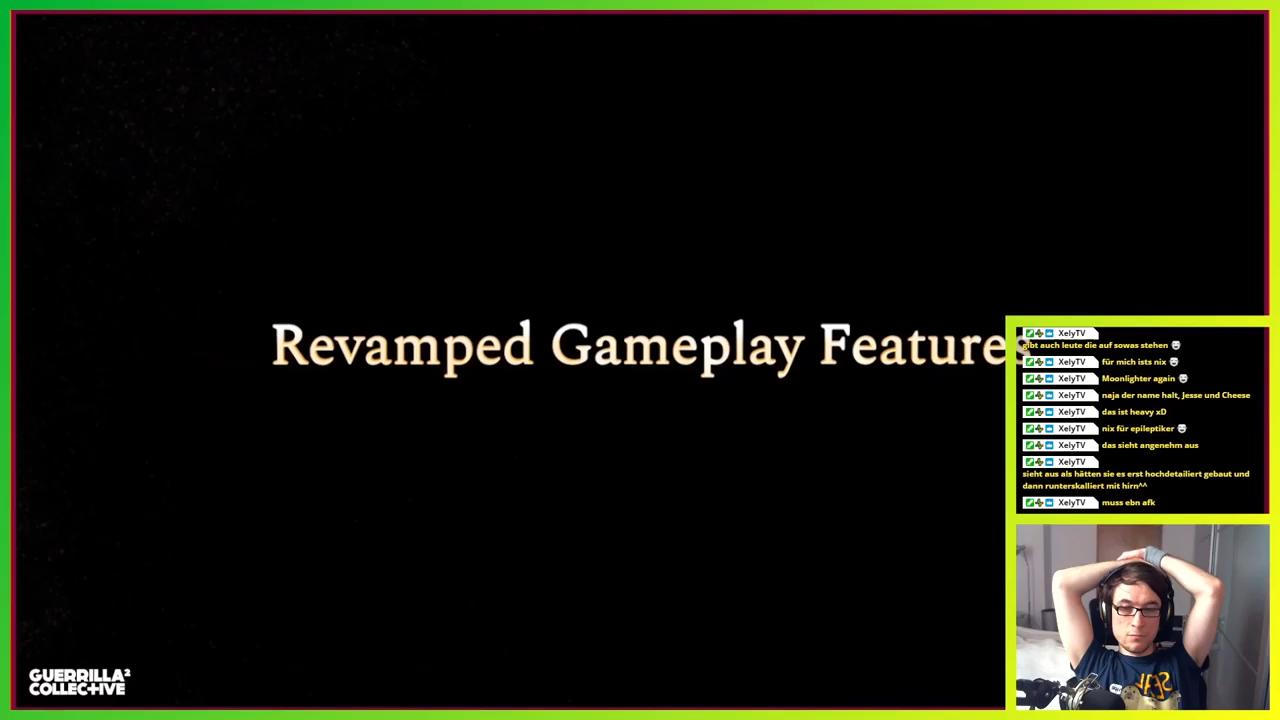 Revamped Gameplay Features
XelyTV
gibt auch leute die auf sowas stehen
XelyTV für mich ists nix
XelyTV Moonlighter again
XelyTV naja der name halt, Jesse und Cheese
XelyTV das ist heavy xD
XelyTV nix für epileptiker
XelyTV das sieht angenehm aus
XelyTV
sieht aus als hätten sie es erst hochdetailiert gebaut und
dann runterskalliert mit hirn^^
XelyTV muss ebn afk
GUERRILLA²
COLLECTIVE